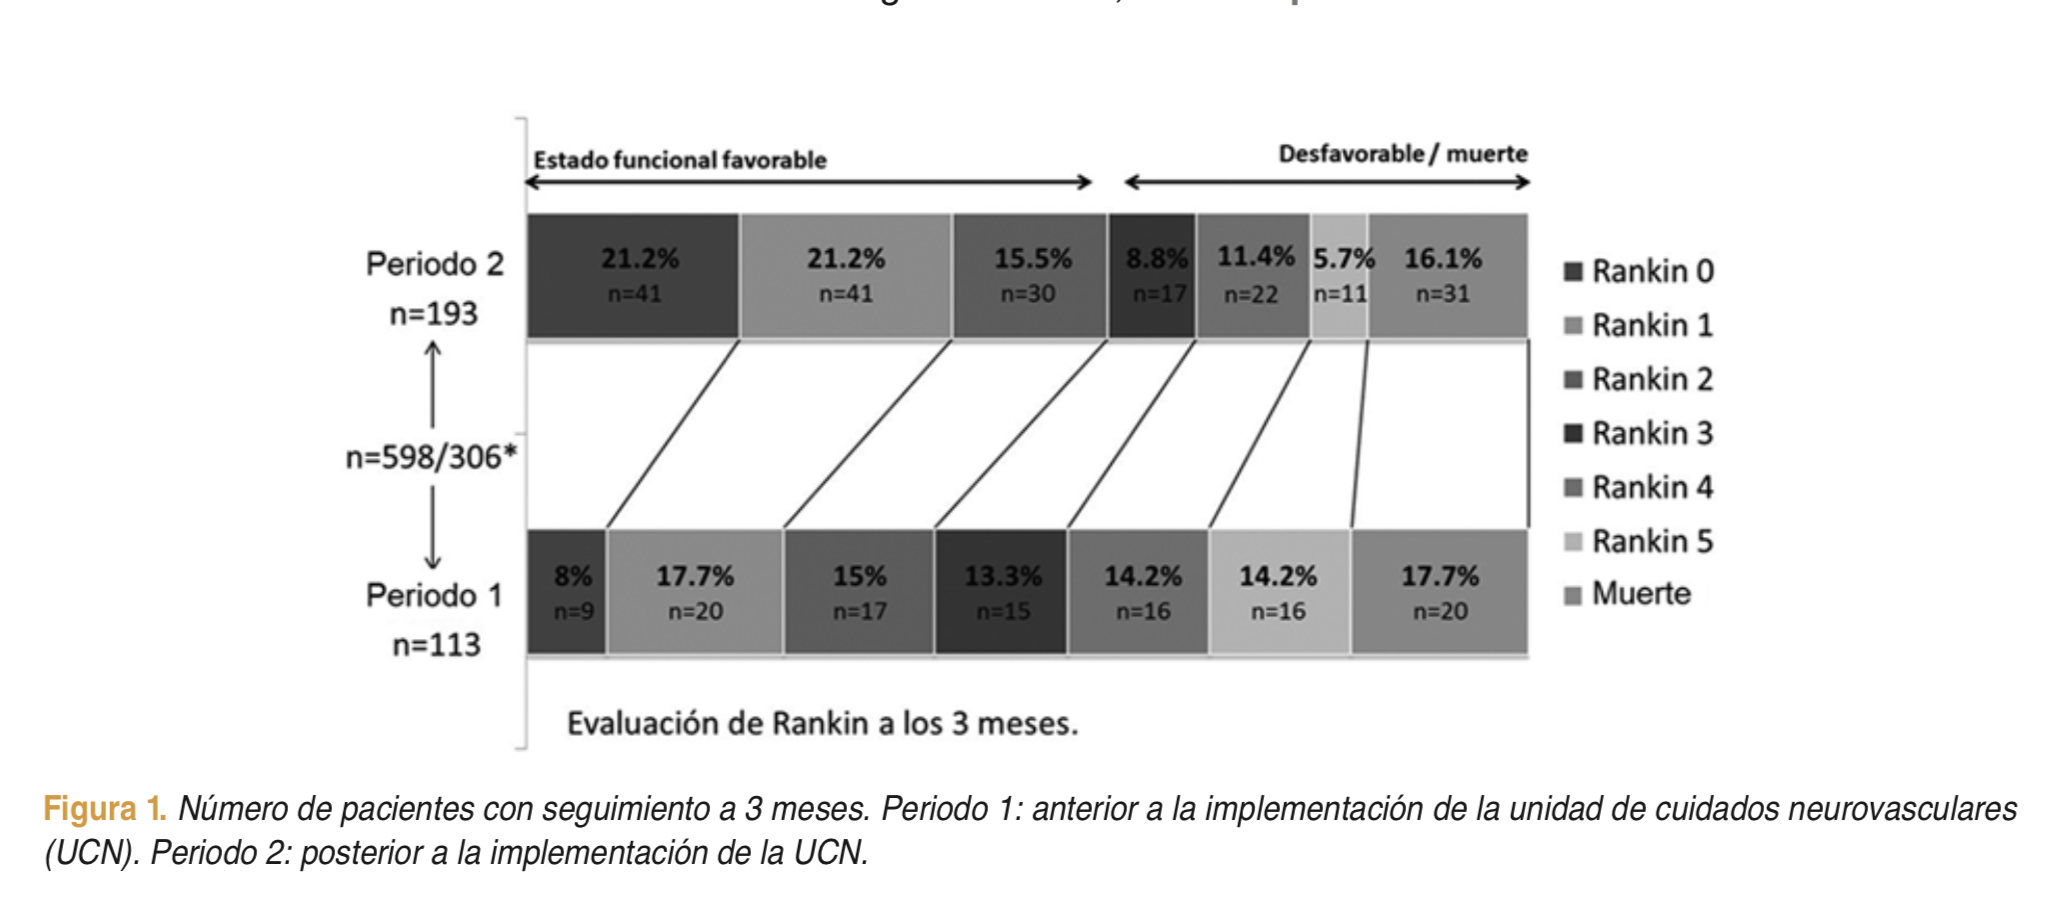 Estado funcional favorable
Desfavorable / muerte
Periodo 2
n=193
21.2%
n=41
21.2%
n=41
15.5%
n=30
8.8%
n=17
11.4%
n=22
5.7%
n=11
16.1%
n=31
n=598/306*
Periodo 1
n=113
8%
n=9
17.7%
n=20
15%
n=17
13.3%
n=15
14.2%
n=16
14.2%
n=16
17.7%
n=20
Rankin 0
Rankin 1
Rankin 2
Rankin 3
Rankin 4
Rankin 5
Muerte
Evaluación de Rankin a los 3 meses.
Figura 1. Número de pacientes con seguimiento a 3 meses. Periodo 1: anterior a la implementación de la unidad de cuidados neurovasculares
(UCN). Periodo 2: posterior a la implementación de la UCN.